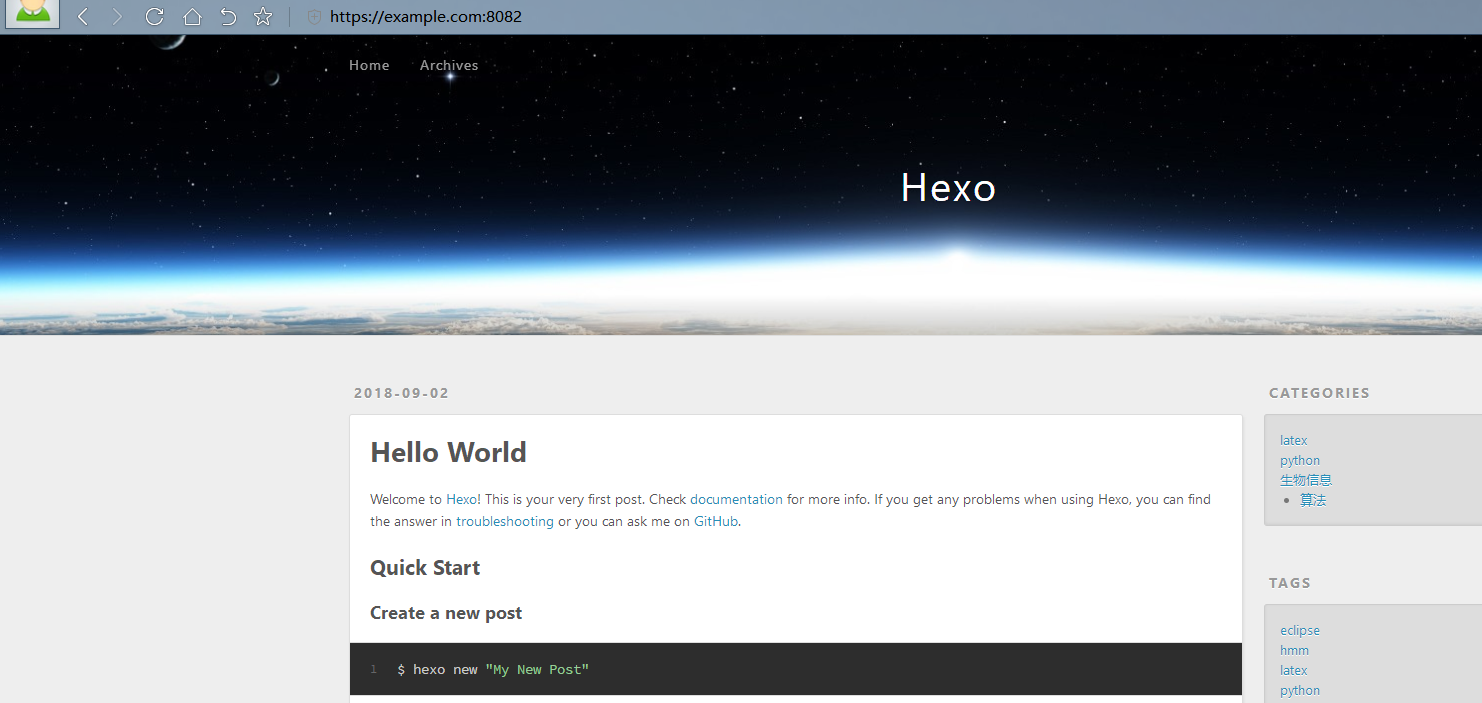 https://example.com:8082
Home Archives
Hexo
2018-09-02
Hello World
Welcome to Hexo! This is your very first post. Check documentation for more info. If you get any problems when using Hexo, you can find
the answer in troubleshooting or you can ask me on GitHub.
Quick Start
Create a new post
1 $ hexo new "My New Post"
CATEGORIES
latex
python
生物信息
算法
TAGS
eclipse
hmm
latex
python